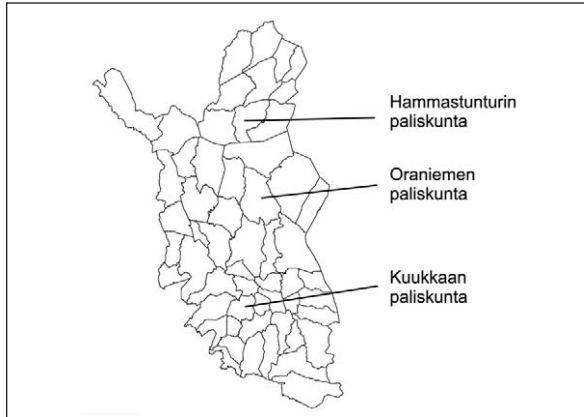 Hammastunturin
paliskunta
Oraniemen
paliskunta
Kuukkaan
paliskunta